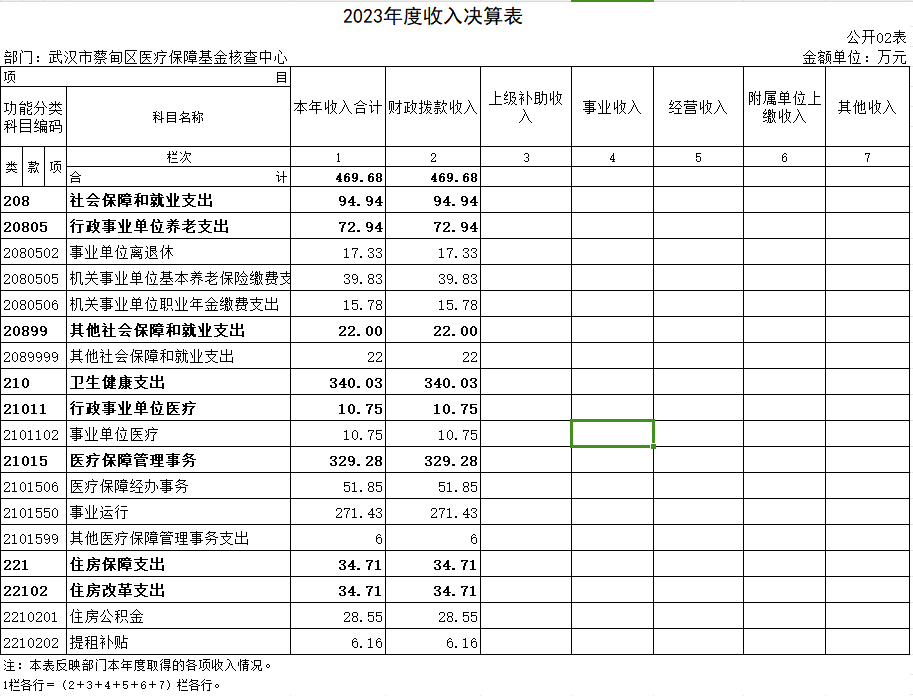 2023年度收入决算表
公开02表
部门：武汉市蔡甸区医疗保障基金核查中心 金额单位：万元
项 目 本年收入合计 财政拨款收入 上级补助收入 事业收入 经营收入 附属单位上缴收入 其他收入
功能分类科目编码 科目名称
类 款 项 栏次 1 2 3 4 5 6 7
合 计 469.68 469.68
208 社会保障和就业支出 94.94 94.94
20805 行政事业单位养老支出 72.94 72.94
2080502 事业单位离退休 17.33 17.33
2080505 机关事业单位基本养老保险缴费支 39.83 39.83
2080506 机关事业单位职业年金缴费支出 15.78 15.78
20899 其他社会保障和就业支出 22.00 22.00
2089999 其他社会保障和就业支出 22 22
210 卫生健康支出 340.03 340.03
21011 行政事业单位医疗 10.75 10.75
2101102 事业单位医疗 10.75 10.75
21015 医疗保障管理事务 329.28 329.28
2101506 医疗保障经办事务 51.85 51.85
2101550 事业运行 271.43 271.43
2101599 其他医疗保障管理事务支出 6 6
221 住房保障支出 34.71 34.71
22102 住房改革支出 34.71 34.71
2210201 住房公积金 28.55 28.55
2210202 提租补贴 6.16 6.16
注：本表反映部门本年度取得的各项收入情况。
1栏各行＝（2+3+4+5+6+7）栏各行。